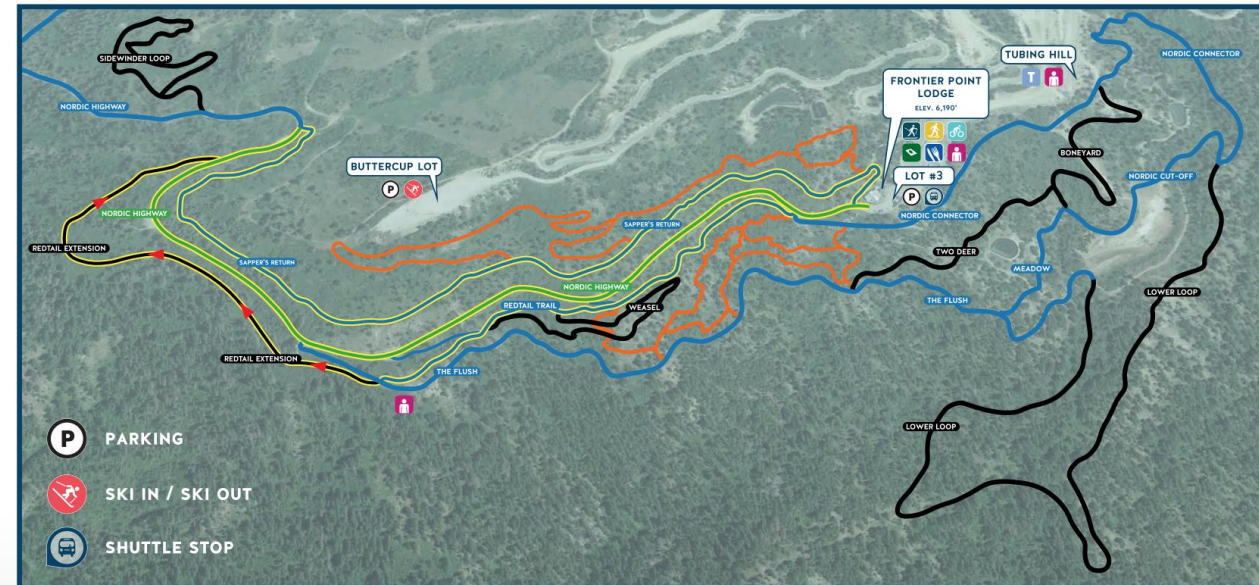 SIDEWINDER LOOP
NORDIC HIGHWAY
TUBING HILL
T
NORDIC CONNECTOR
FRONTIER POINT
LODGE
ELEV. 6,190'
BUTTERCUP LOT
P
LOT #3
P
BONEYARD
NORDIC CUT-OFF
NORDIC HIGHWAY
NORDIC CONNECTOR
SAPPER'S RETURN
REDTAIL EXTENSION
TWO DEER
SAPPER'S RETURN
MEADOW
NORDIC HIGHWAY
LOWER LOOP
THE FLUSH
REDTAIL TRAIL
WEASEL
REDTAIL EXTENSION
THE FLUSH
LOWER LOOP
P PARKING
SKI IN / SKI OUT
SHUTTLE STOP